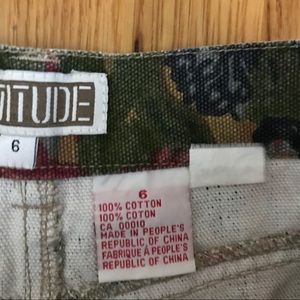 ITUDE
6
6
100% COTTON
100% COTON
CA 00010
MADE IN PEOPLE'S
REPUBLIC OF CHINA
FABRIQUÉ À PEOPLE'S
REPUBLIC OF CHINA